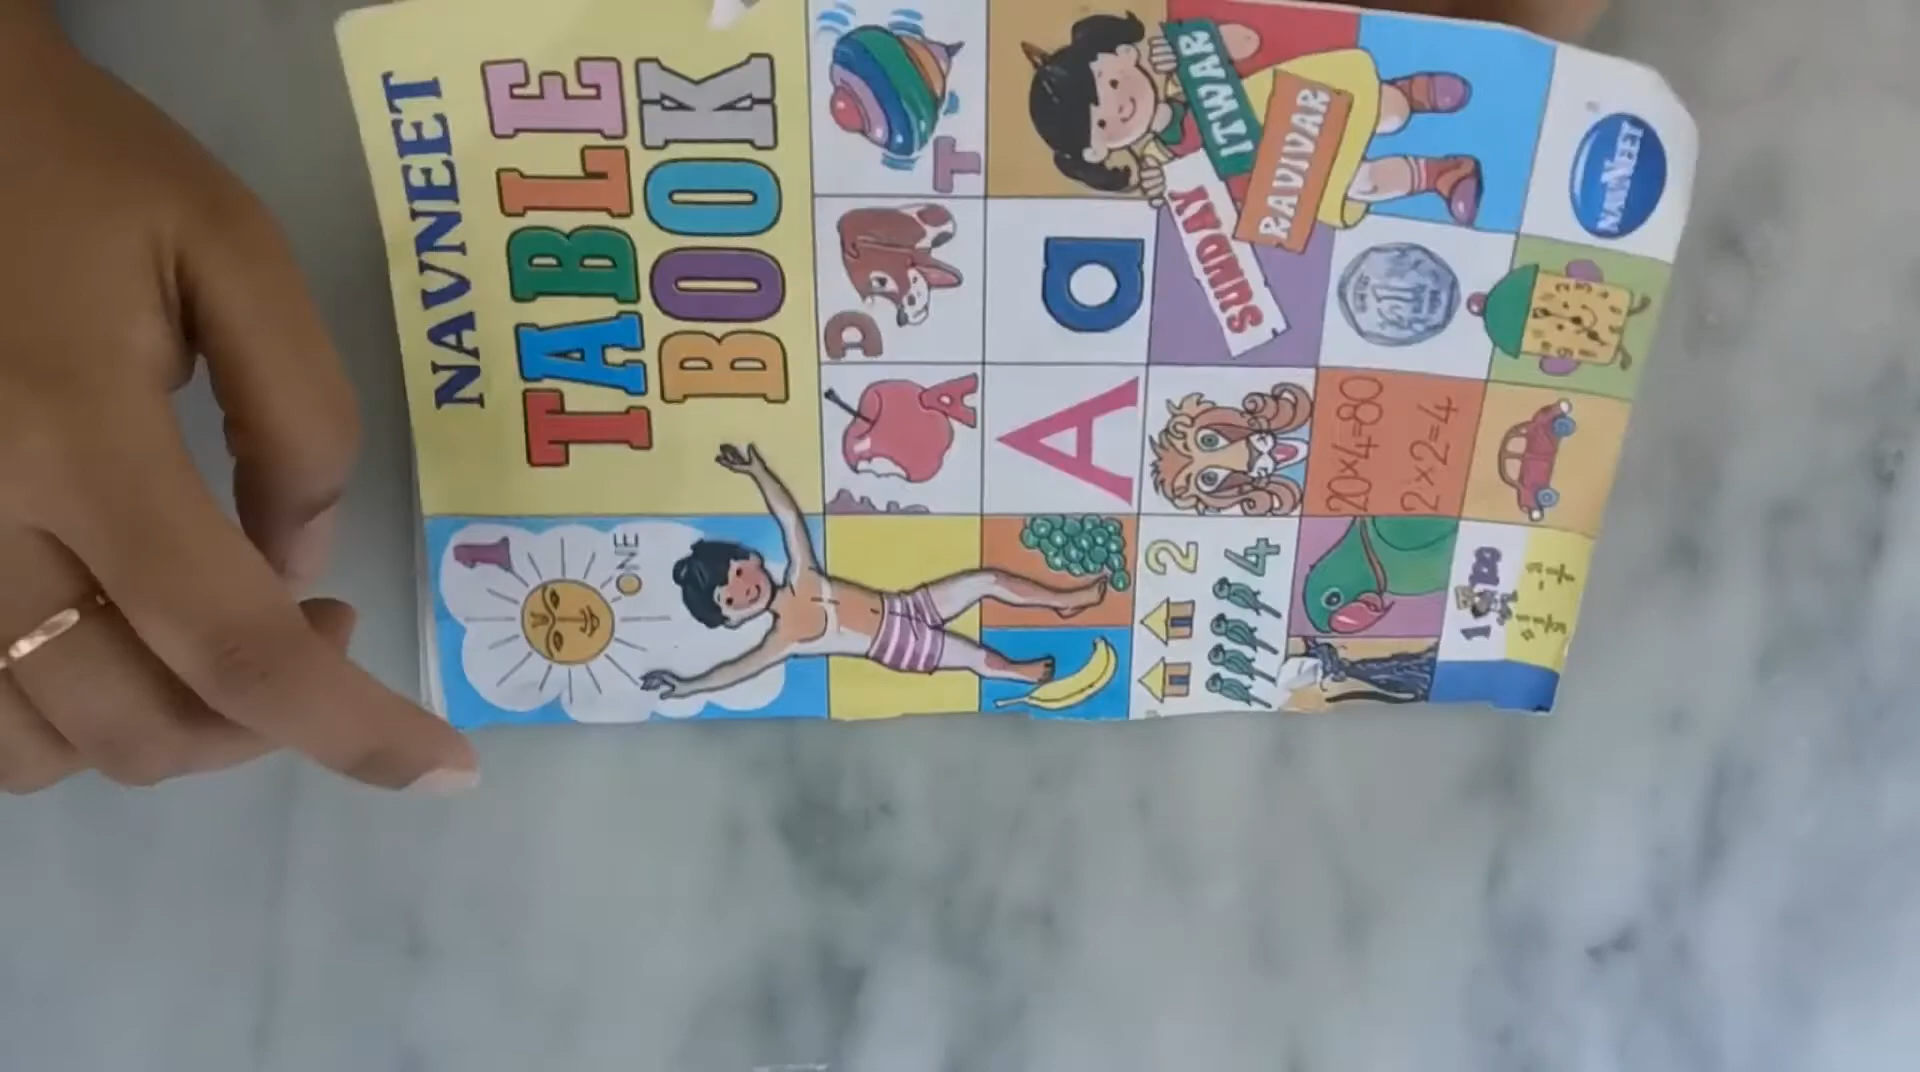 NAVNEET
TABLE
BOOK
1
ONE
T
D
A
a
A
ITWAR
RAVIVAR
SUNDAY
2
4
20×4=80
2×2=4
NAVNEET